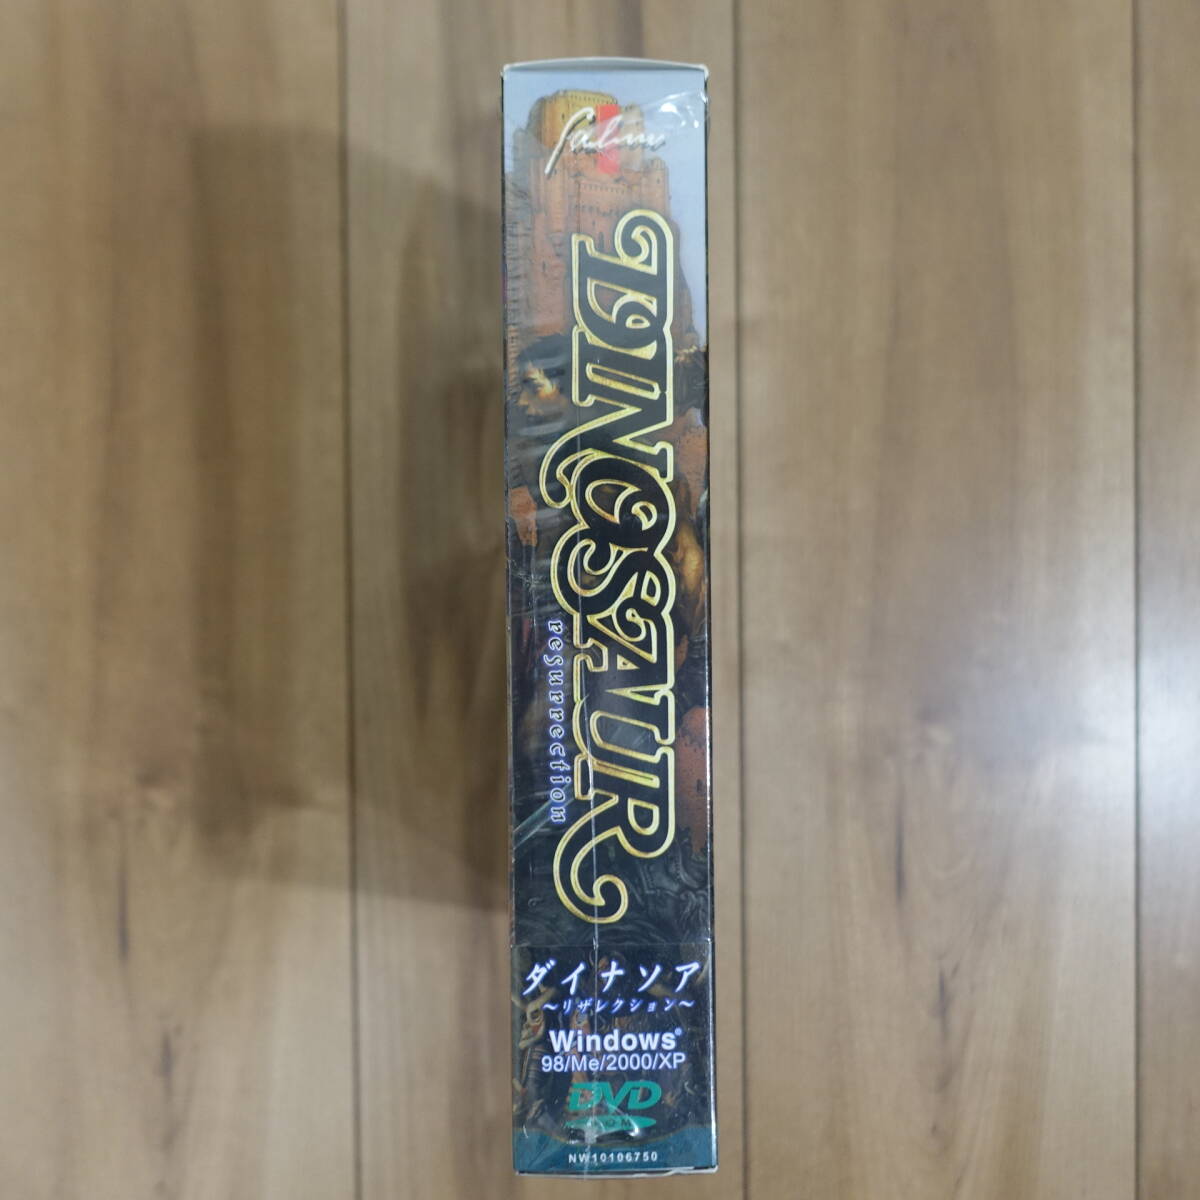 Falcom
DINOSAUR
resurrection
ダイナソア
〜リザレクション〜
Windows®
98/Me/2000/XP
DVD
ROM
NW10106750